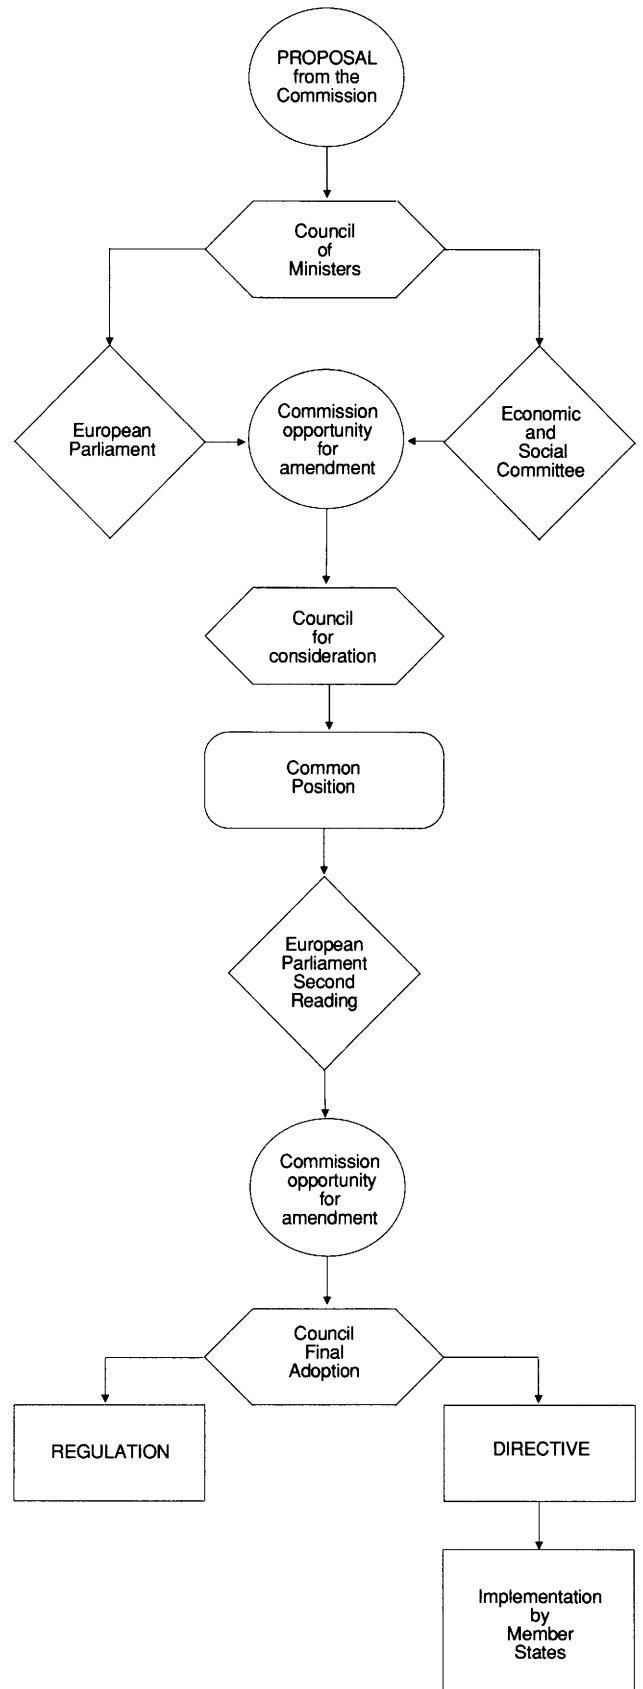 PROPOSAL
from the
Commission
Council
of
Ministers
European
Parliament
Commission
opportunity
for
amendment
Economic
and
Social
Committee
Council
for
consideration
Common
Position
European
Parliament
Second
Reading
Commission
opportunity
for
amendment
Council
Final
Adoption
REGULATION
DIRECTIVE
Implementation
by
Member
States